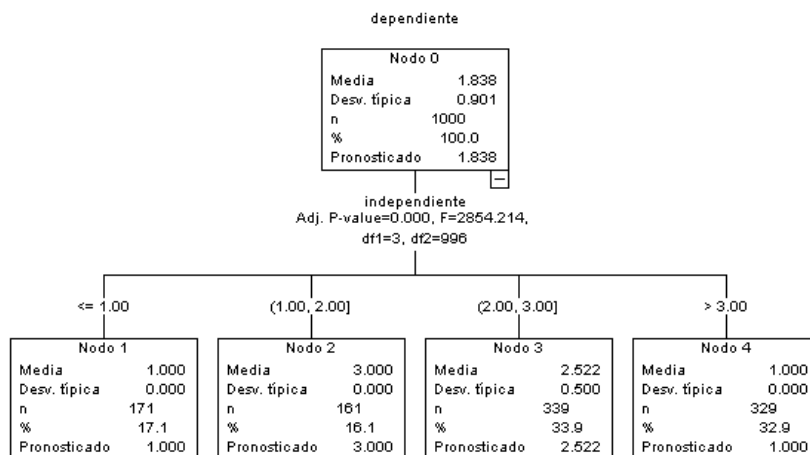 dependiente
Nodo 0
Media 1.838
Desv. típica 0.901
n 1000
% 100.0
Pronosticado 1.838
independiente
Adj. P-value=0.000, F=2854.214,
df1=3, df2=996
<= 1.00
(1.00, 2.00]
(2.00, 3.00]
> 3.00
Nodo 1
Media 1.000
Desv. típica 0.000
n 171
% 17.1
Pronosticado 1.000
Nodo 2
Media 3.000
Desv. típica 0.000
n 161
% 16.1
Pronosticado 3.000
Nodo 3
Media 2.522
Desv. típica 0.500
n 339
% 33.9
Pronosticado 2.522
Nodo 4
Media 1.000
Desv. típica 0.000
n 329
% 32.9
Pronosticado 1.000